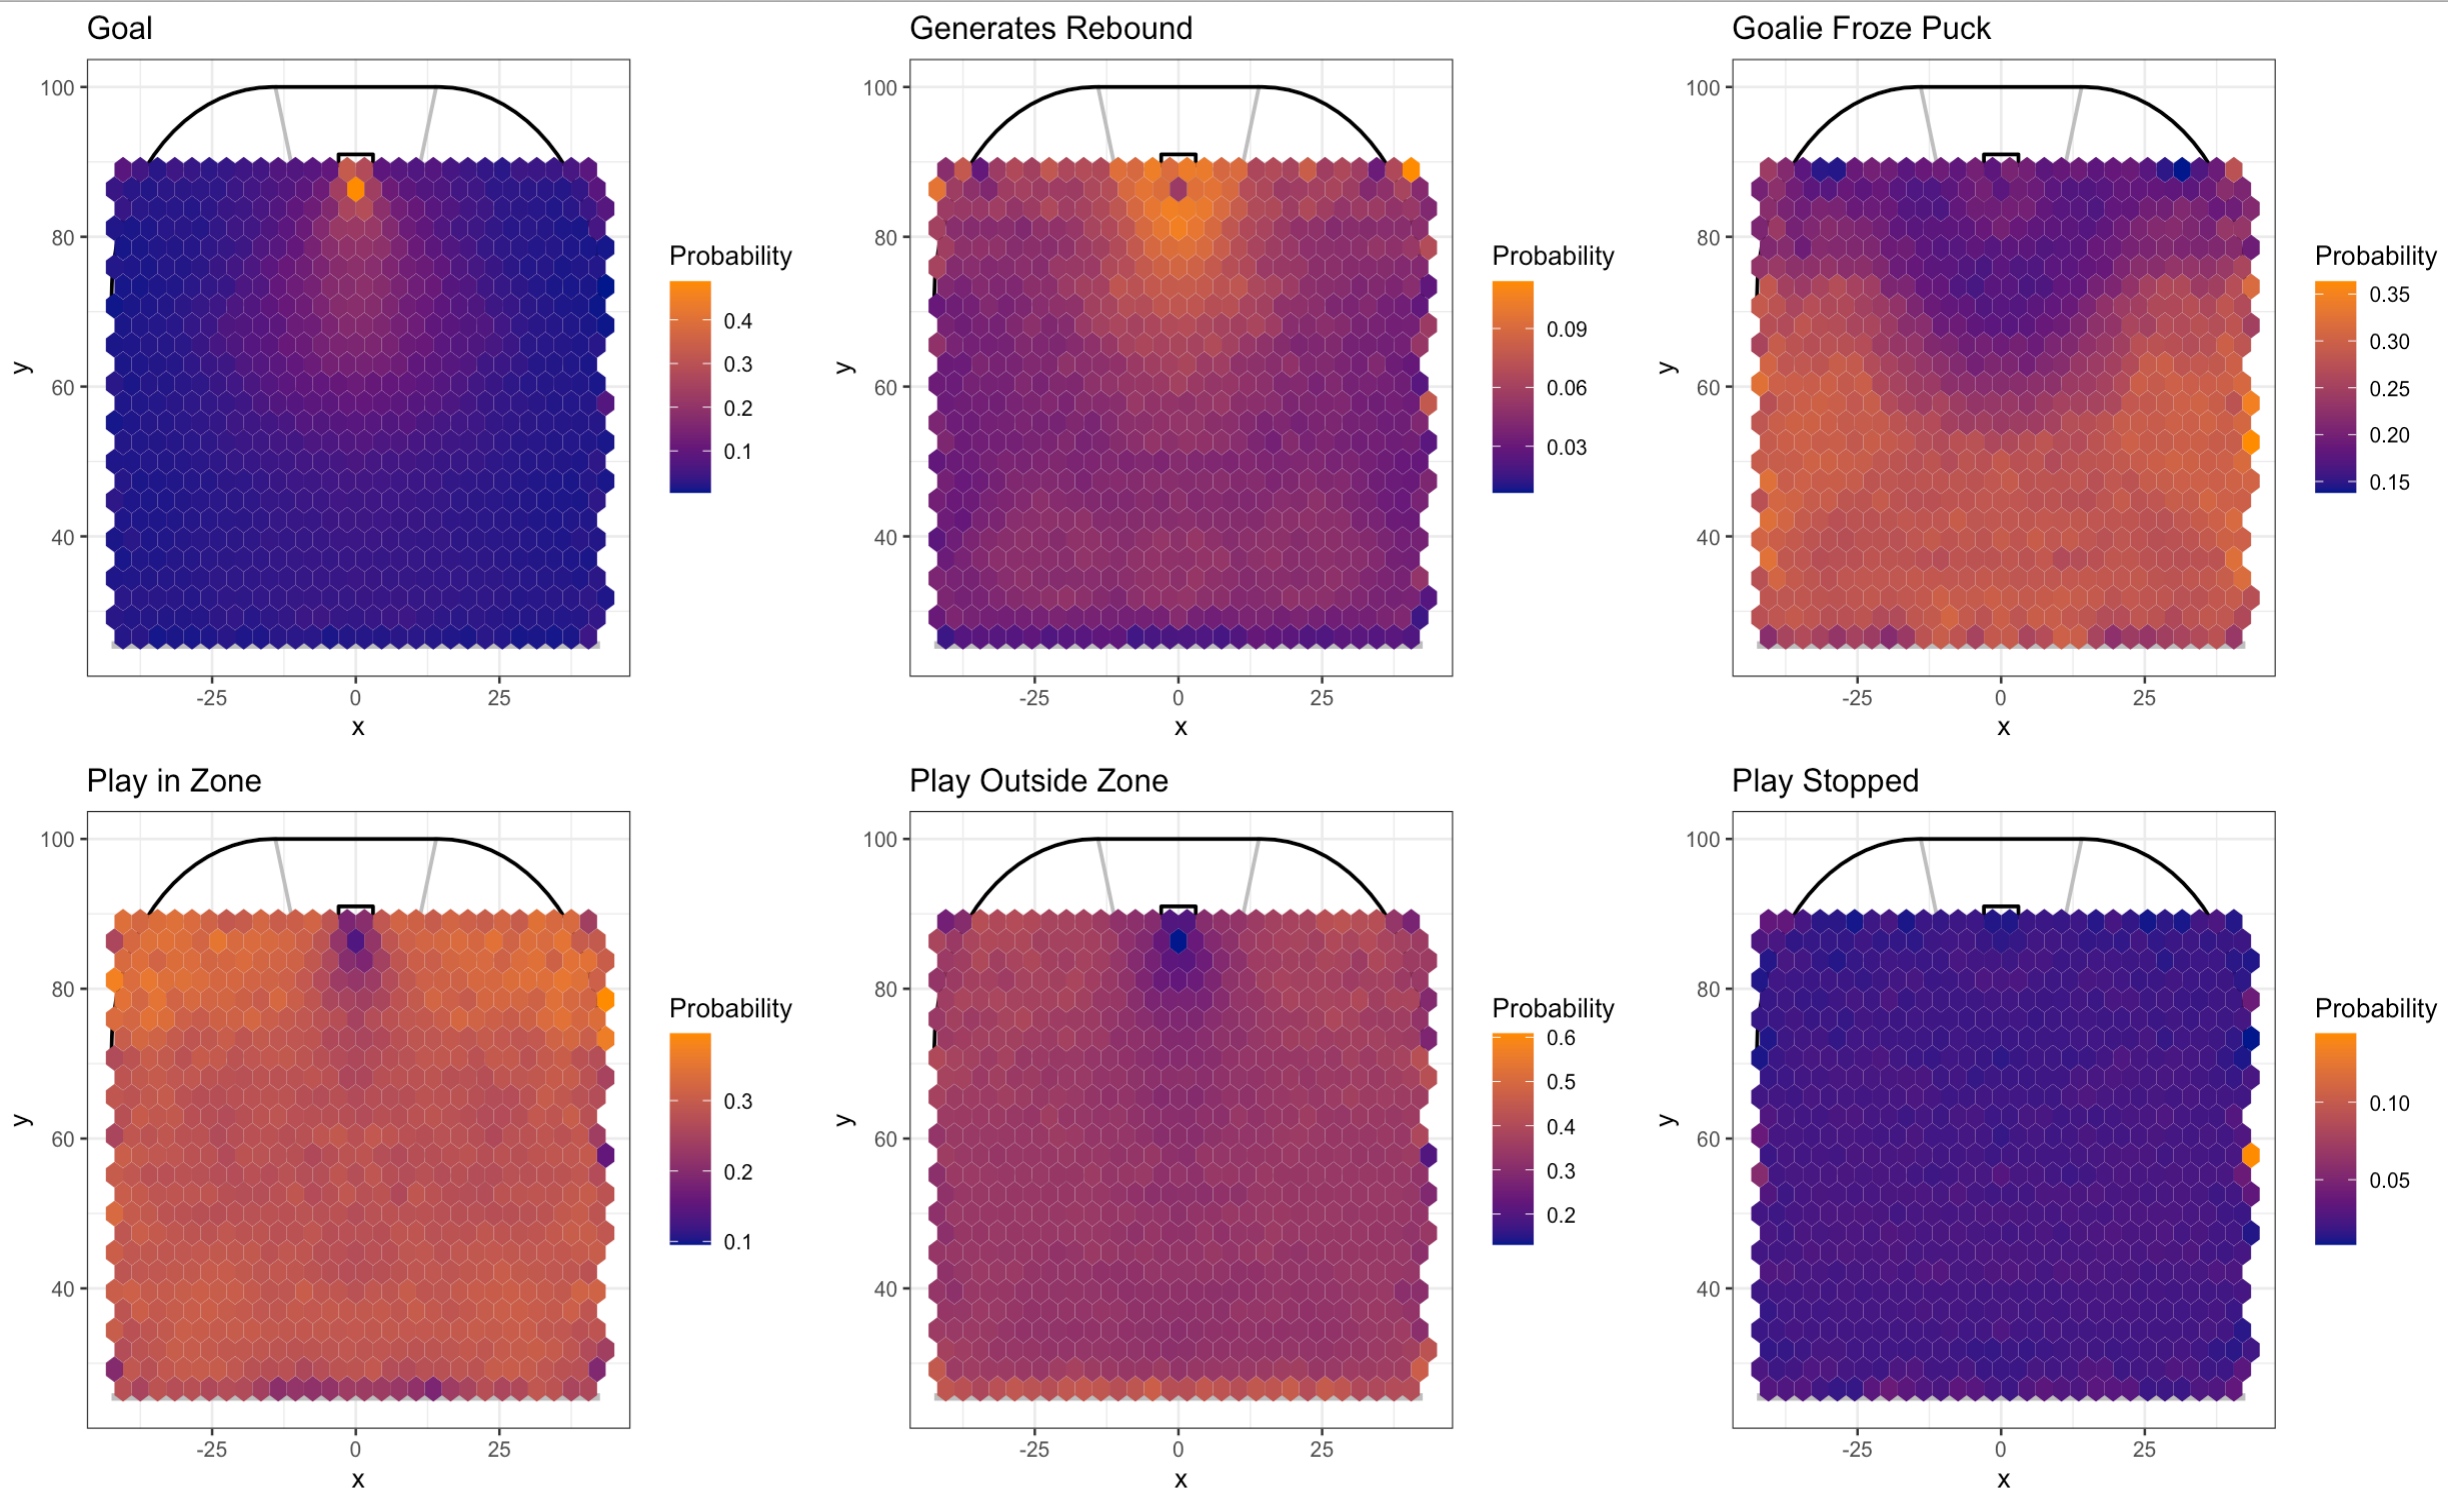 Goal
100
80
60
40
y
-25
0
25
x
Probability
0.4
0.3
0.2
0.1
Generates Rebound
100
80
60
40
y
-25
0
25
x
Probability
0.09
0.06
0.03
Goalie Froze Puck
100
80
60
40
y
-25
0
25
x
Probability
0.35
0.30
0.25
0.20
0.15
Play in Zone
100
80
60
40
y
-25
0
25
x
Probability
0.3
0.2
0.1
Play Outside Zone
100
80
60
40
y
-25
0
25
x
Probability
0.6
0.5
0.4
0.3
0.2
Play Stopped
100
80
60
40
y
-25
0
25
x
Probability
0.10
0.05